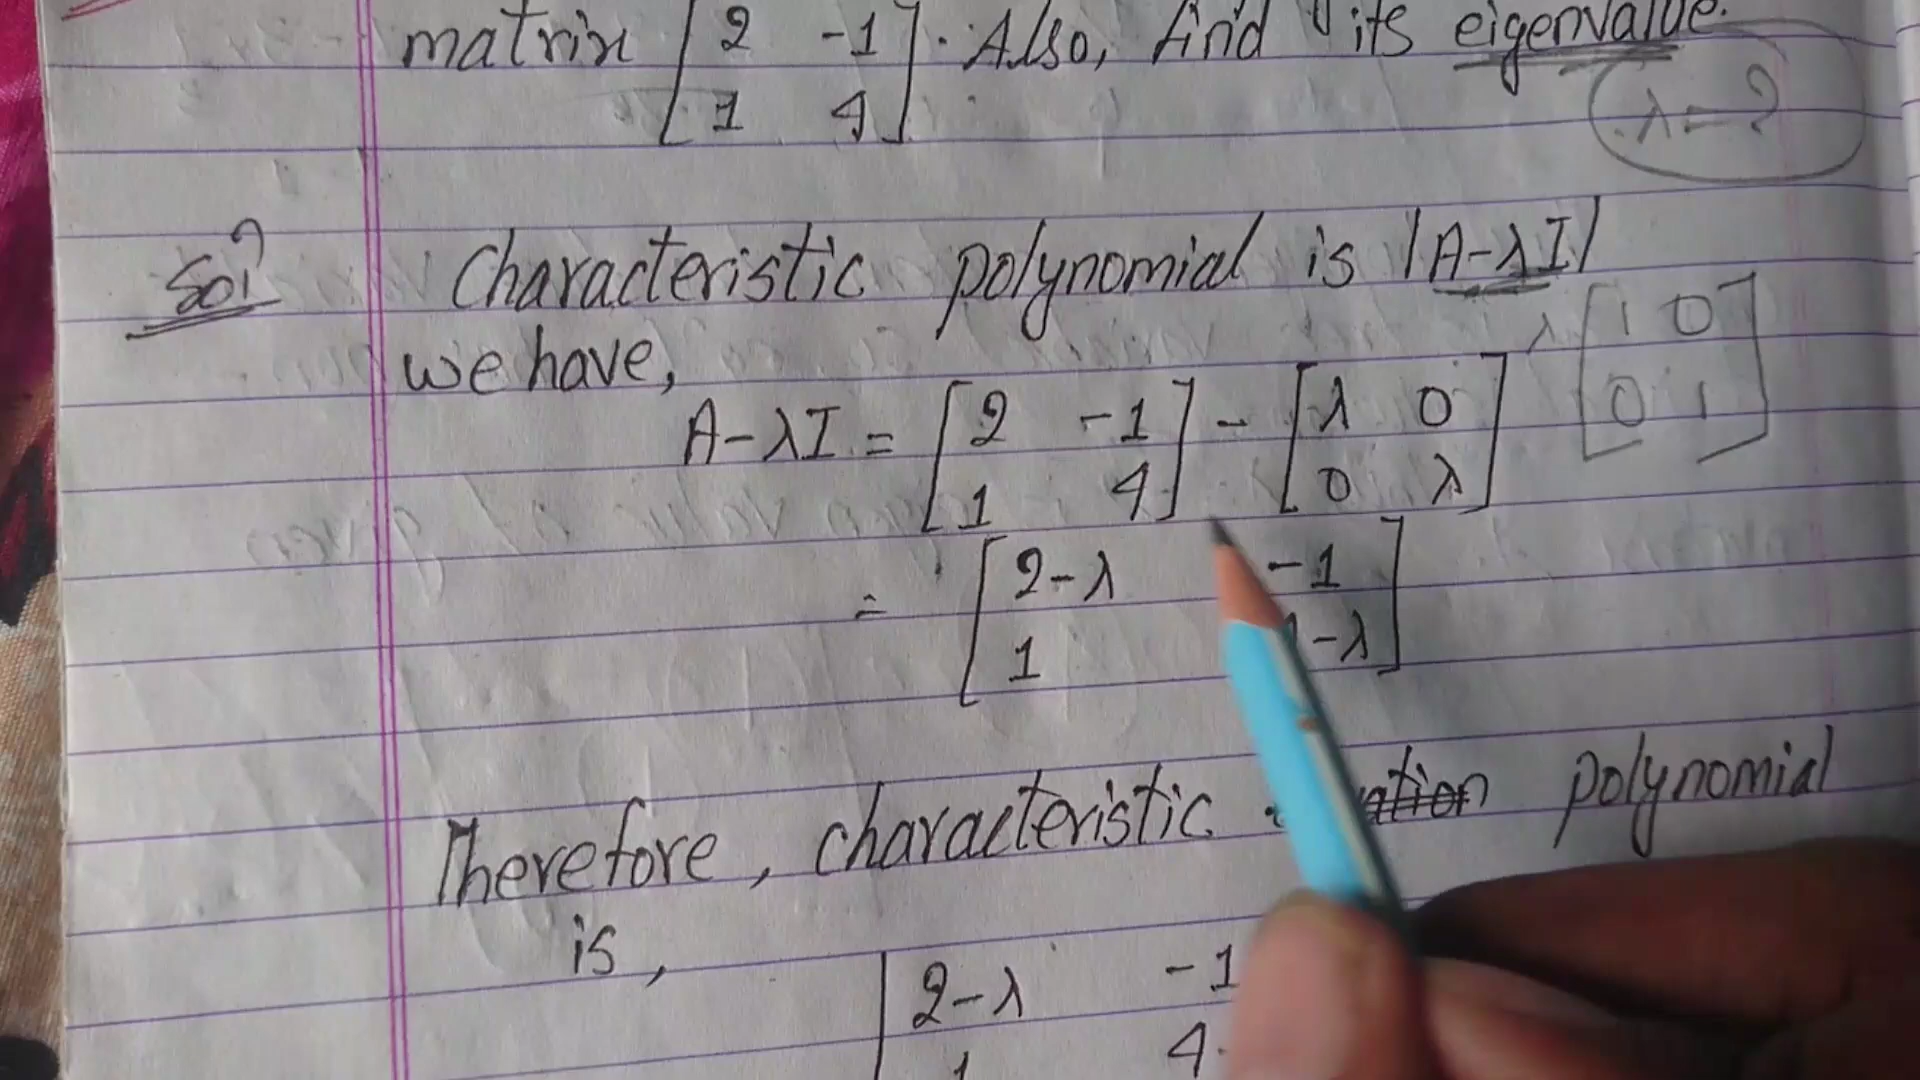 matrix [2 -1]. Also, find its eigenvalue.
[1 4]
λ = ?
Sol? Characteristic polynomial is |A-λI|
we have,
λ [1 0]
[0 1]
A-λI = [2 -1] - [λ 0]
[1 4] [0 λ]
= [2-λ -1]
[1 -λ]
Therefore, characteristic polynomial
is,
|2-λ -1
1 4-